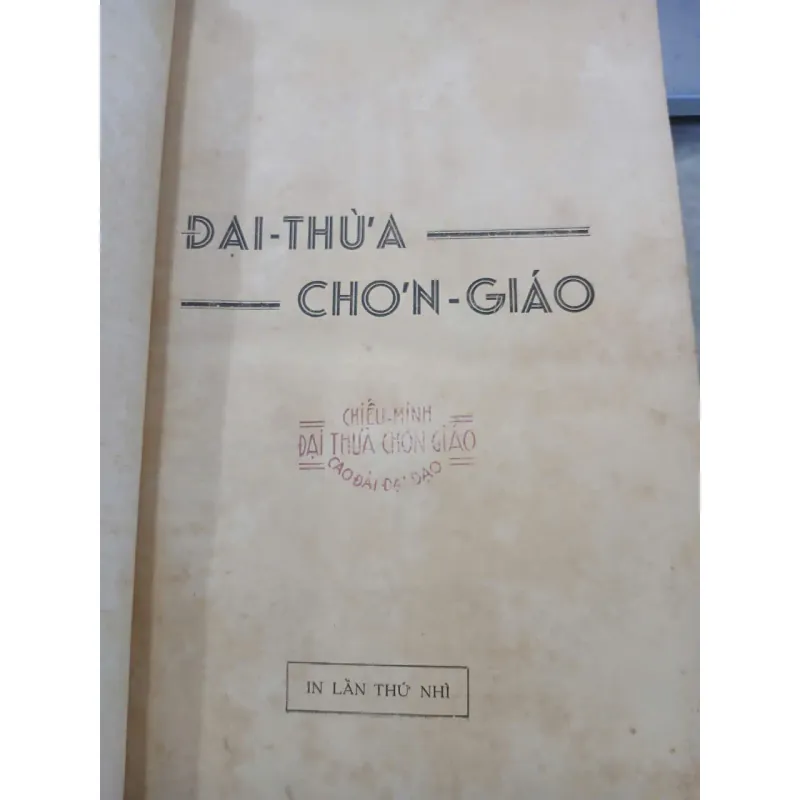 ĐẠI-THỪA
CHƠN-GIÁO
CHIẾU-MINH
ĐẠI THỪA CHƠN GIÁO
CAO ĐÀI ĐẠI ĐẠO
IN LẦN THỨ NHÌ